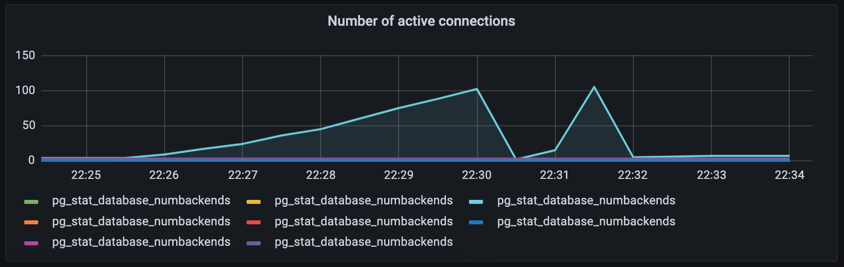 Number of active connections
150
100
50
0
22:25 22:26 22:27 22:28 22:29 22:30 22:31 22:32 22:33 22:34
pg_stat_database_numbackends pg_stat_database_numbackends pg_stat_database_numbackends
pg_stat_database_numbackends pg_stat_database_numbackends pg_stat_database_numbackends
pg_stat_database_numbackends pg_stat_database_numbackends